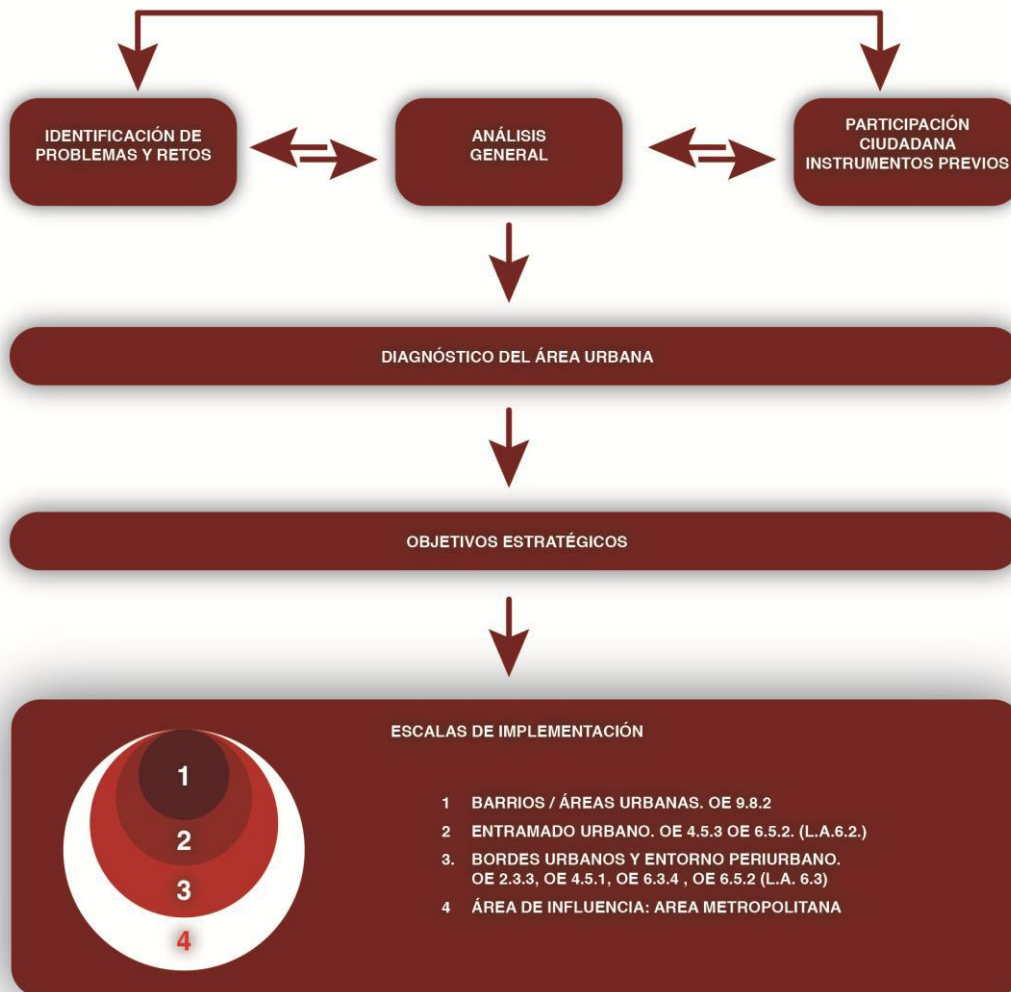 IDENTIFICACIÓN DE
PROBLEMAS Y RETOS
ANÁLISIS
GENERAL
PARTICIPACIÓN
CIUDADANA
INSTRUMENTOS PREVIOS
DIAGNÓSTICO DEL ÁREA URBANA
OBJETIVOS ESTRATÉGICOS
ESCALAS DE IMPLEMENTACIÓN
1
2
3
4
1 BARRIOS / ÁREAS URBANAS. OE 9.8.2
2 ENTRAMADO URBANO. OE 4.5.3 OE 6.5.2. (L.A.6.2.)
3. BORDES URBANOS Y ENTORNO PERIURBANO.
OE 2.3.3, OE 4.5.1, OE 6.3.4 , OE 6.5.2 (L.A. 6.3)
4 ÁREA DE INFLUENCIA: AREA METROPOLITANA